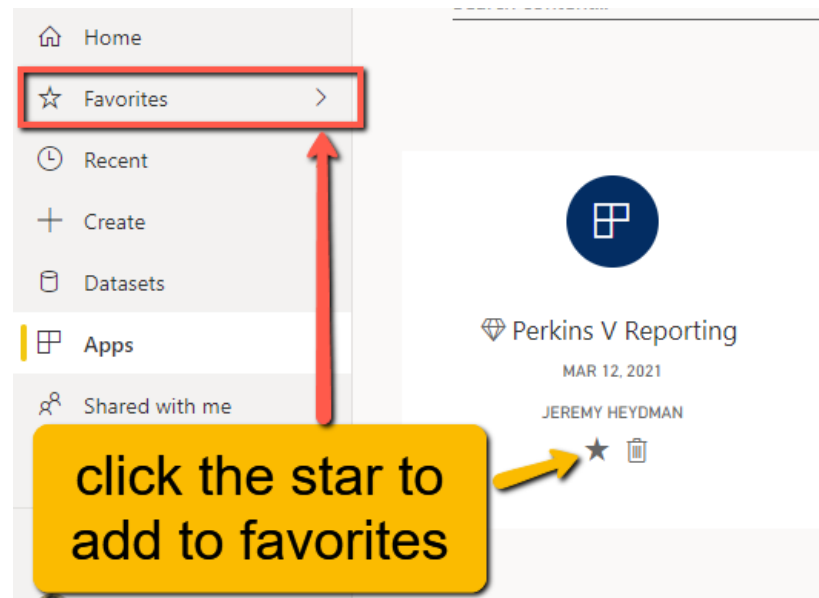 Home
Favorites
Recent
Create
Datasets
Apps
Shared with me
Perkins V Reporting
MAR 12, 2021
JEREMY HEYDMAN
click the star to
add to favorites